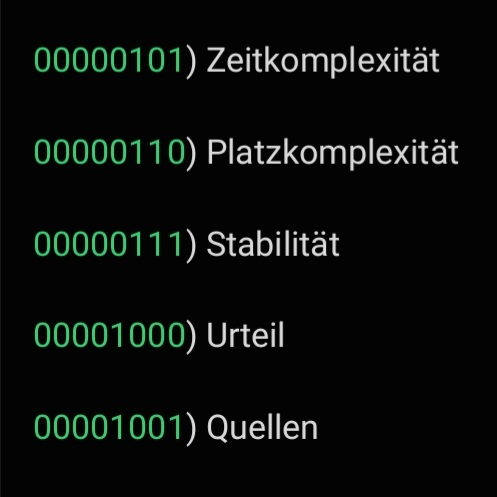 00000101) Zeitkomplexität
00000110) Platzkomplexität
00000111) Stabilität
00001000) Urteil
00001001) Quellen